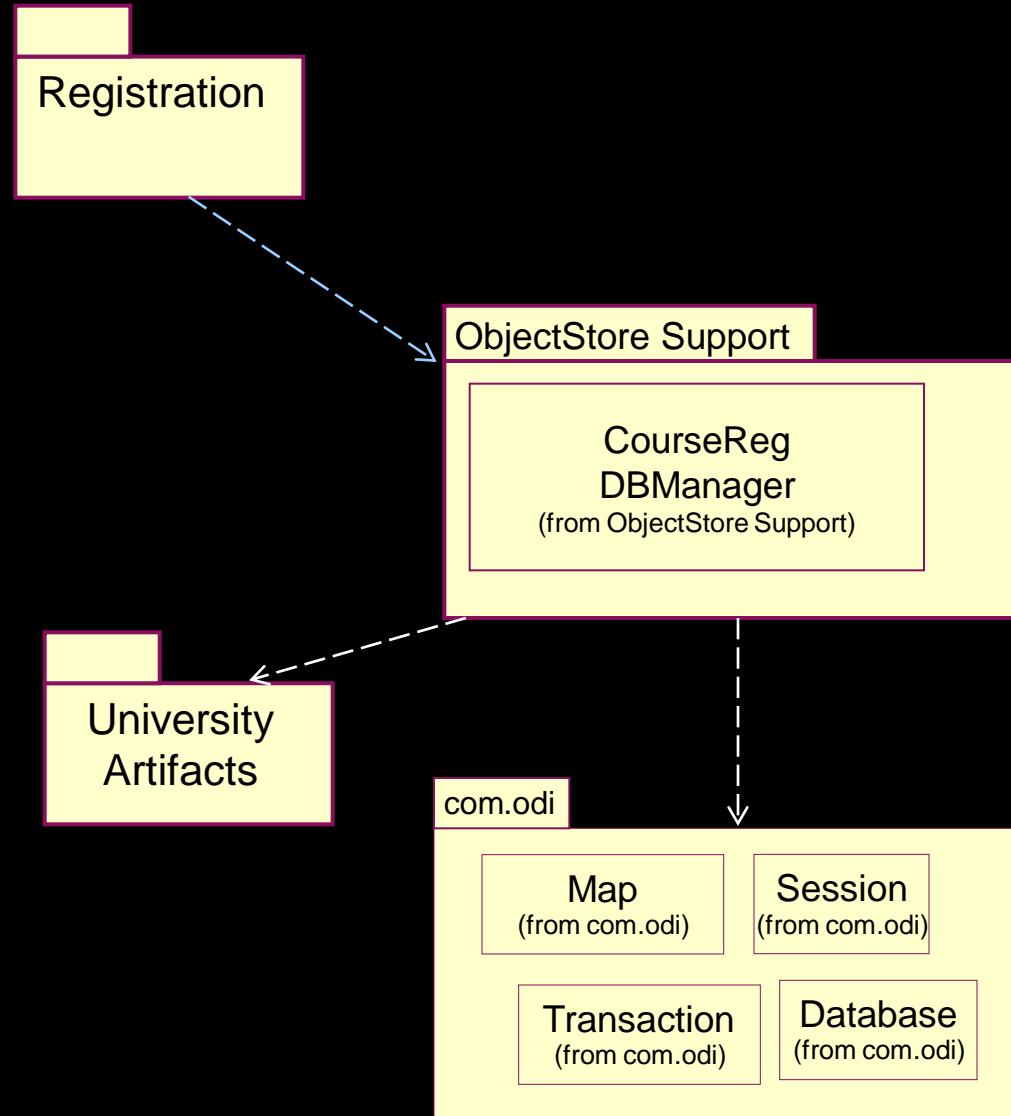 Registration
ObjectStore Support
CourseReg
DBManager
(from ObjectStore Support)
University
Artifacts
com.odi
Map
(from com.odi)
Session
(from com.odi)
Transaction
(from com.odi)
Database
(from com.odi)